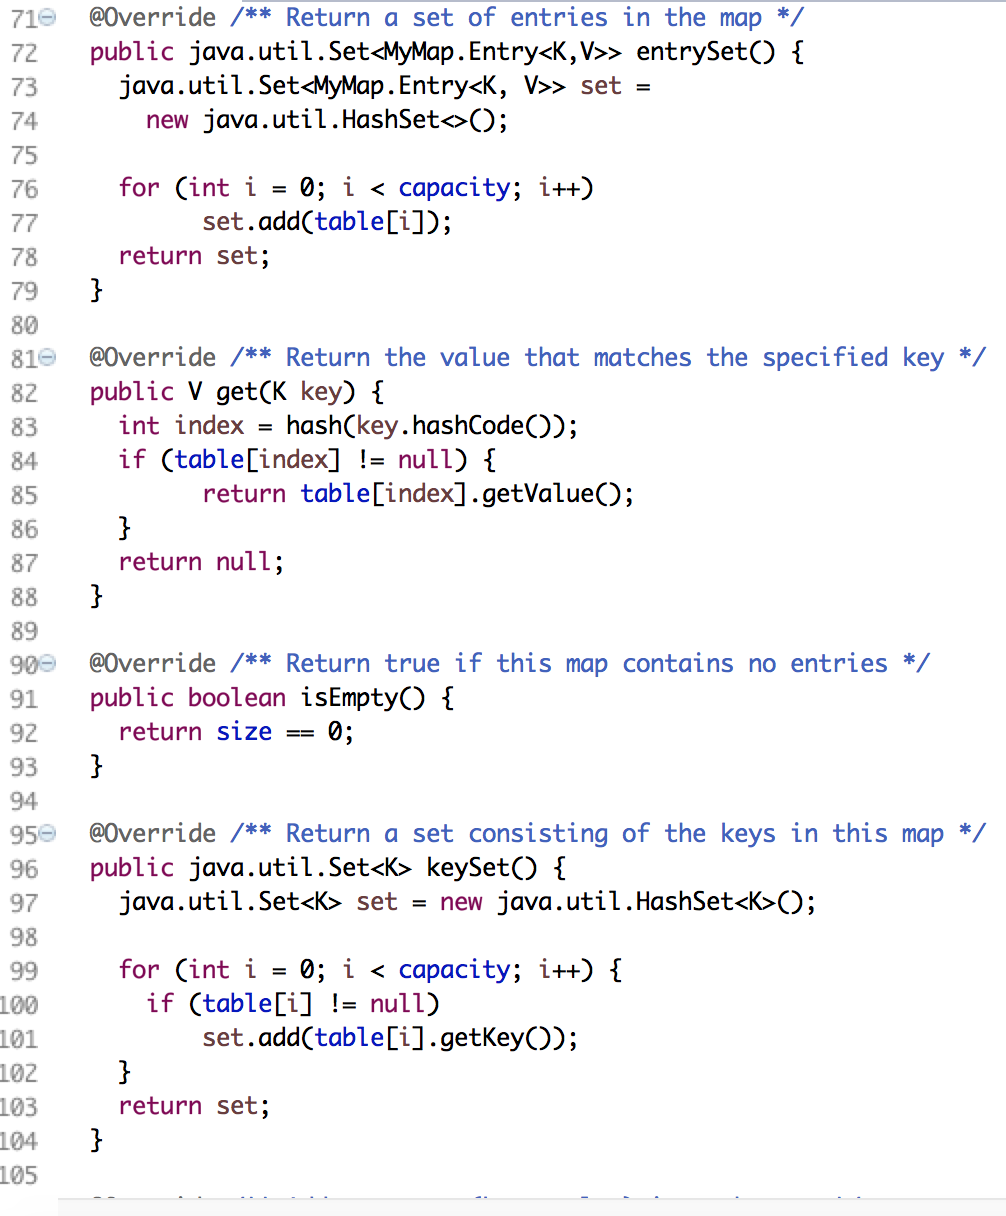 71 @Override /** Return a set of entries in the map */
72 public java.util.Set<MyMap.Entry<K,V>> entrySet() {
73 java.util.Set<MyMap.Entry<K, V>> set =
74 new java.util.HashSet<>();
75
76 for (int i = 0; i < capacity; i++)
77 set.add(table[i]);
78 return set;
79 }
80
81 @Override /** Return the value that matches the specified key */
82 public V get(K key) {
83 int index = hash(key.hashCode());
84 if (table[index] != null) {
85 return table[index].getValue();
86 }
87 return null;
88 }
89
90 @Override /** Return true if this map contains no entries */
91 public boolean isEmpty() {
92 return size == 0;
93 }
94
95 @Override /** Return a set consisting of the keys in this map */
96 public java.util.Set<K> keySet() {
97 java.util.Set<K> set = new java.util.HashSet<K>();
98
99 for (int i = 0; i < capacity; i++) {
100 if (table[i] != null)
101 set.add(table[i].getKey());
102 }
103 return set;
104 }
105